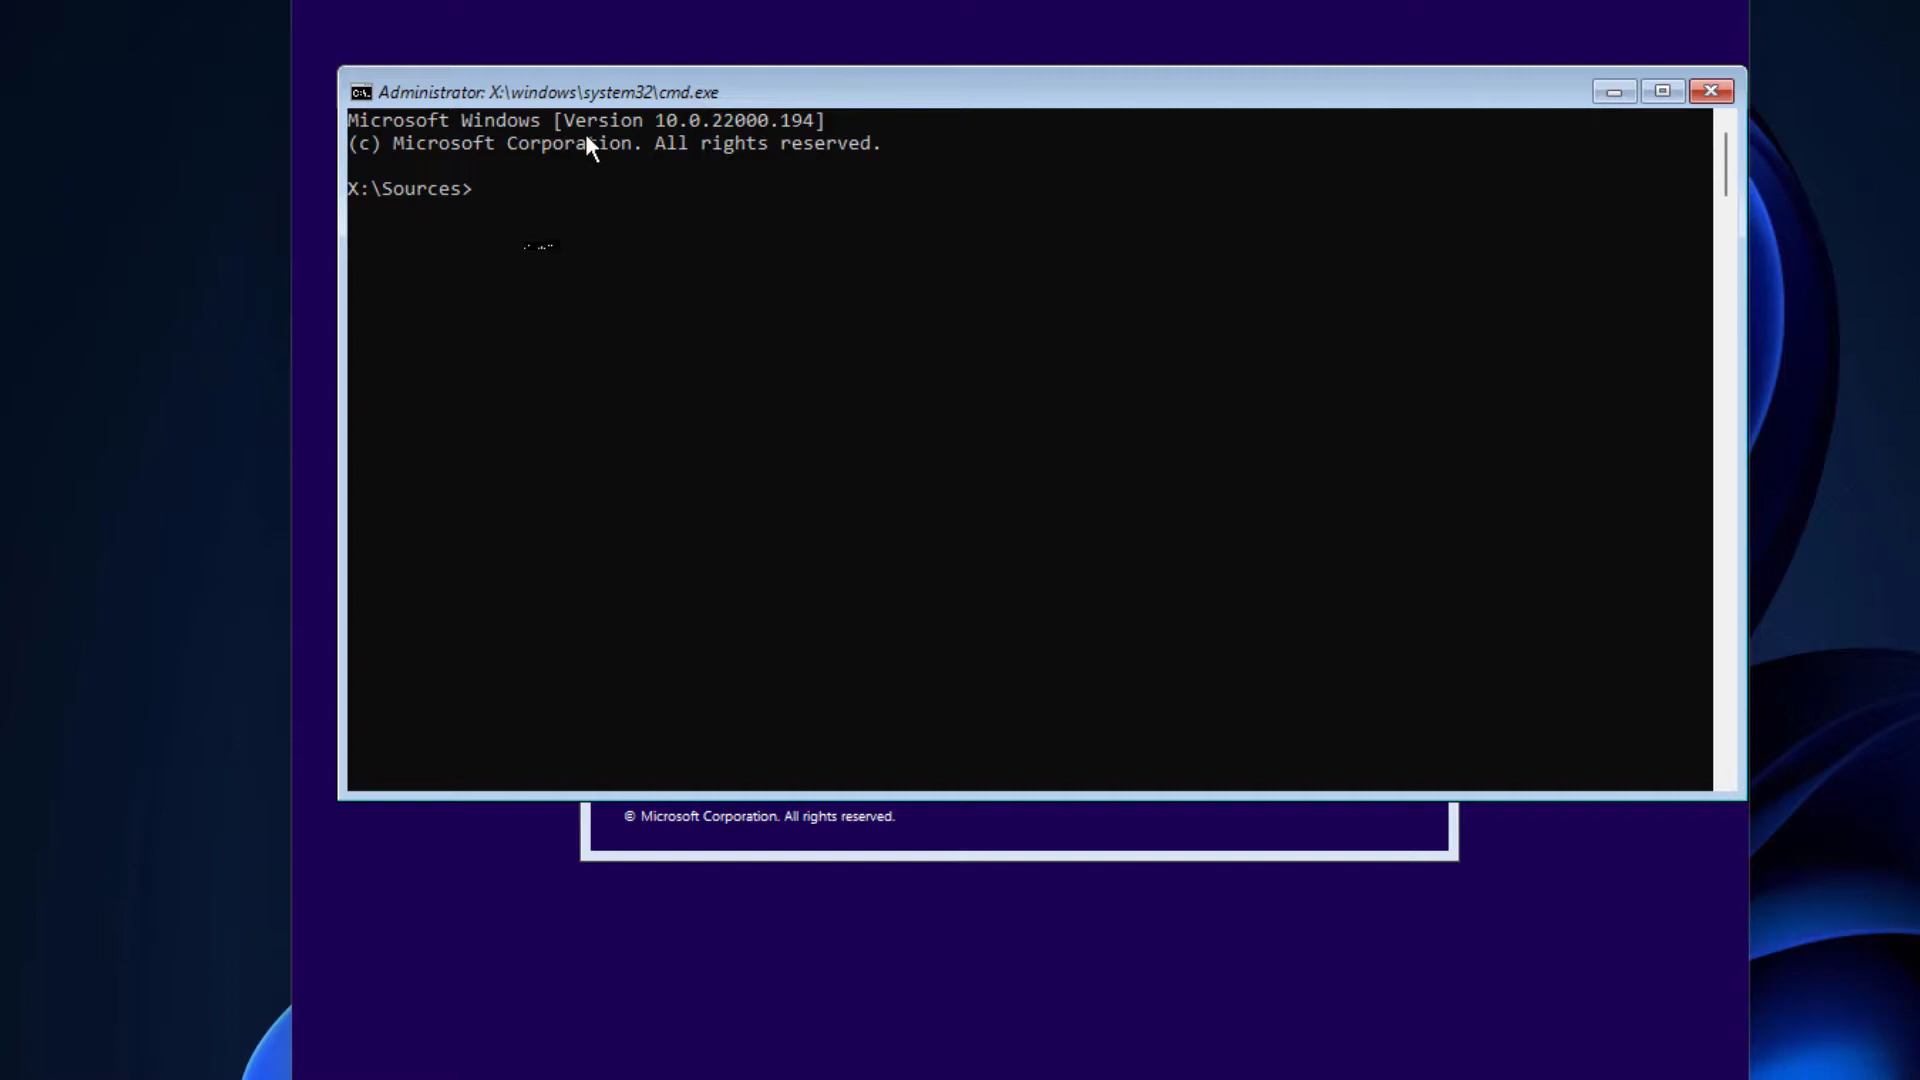 Administrator: X:\windows\system32\cmd.exe
Microsoft Windows [Version 10.0.22000.194]
(c) Microsoft Corporation. All rights reserved.
X:\Sources>
© Microsoft Corporation. All rights reserved.